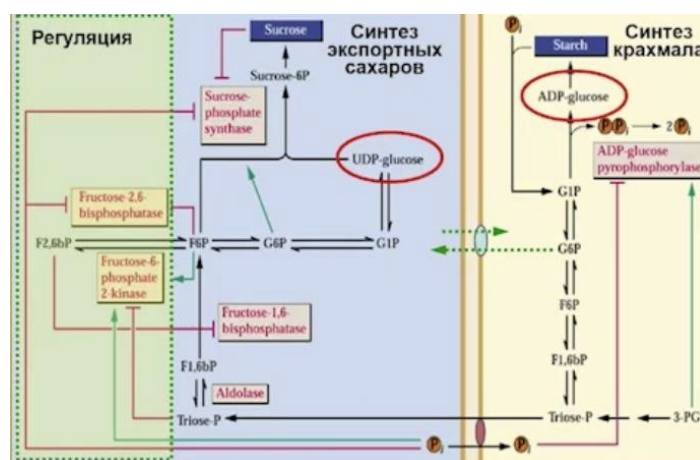 Регуляция
Синтез
экспортных
сахаров
Синтез
крахмала
Sucrose
Sucrose-6P
Sucrose-
phosphate
synthase
UDP-glucose
Fructose-2,6-
bisphosphatase
F2,6bP
F6P
G6P
G1P
Fructose-6-
phosphate
2-kinase
Fructose-1,6-
bisphosphatase
F1,6bP
Aldolase
Triose-P
Pi
Pi
Pi
Starch
ADP-glucose
PPi
2 Pi
ADP-glucose
pyrophosphorylase
G1P
G6P
F6P
F1,6bP
Triose-P
3-PG